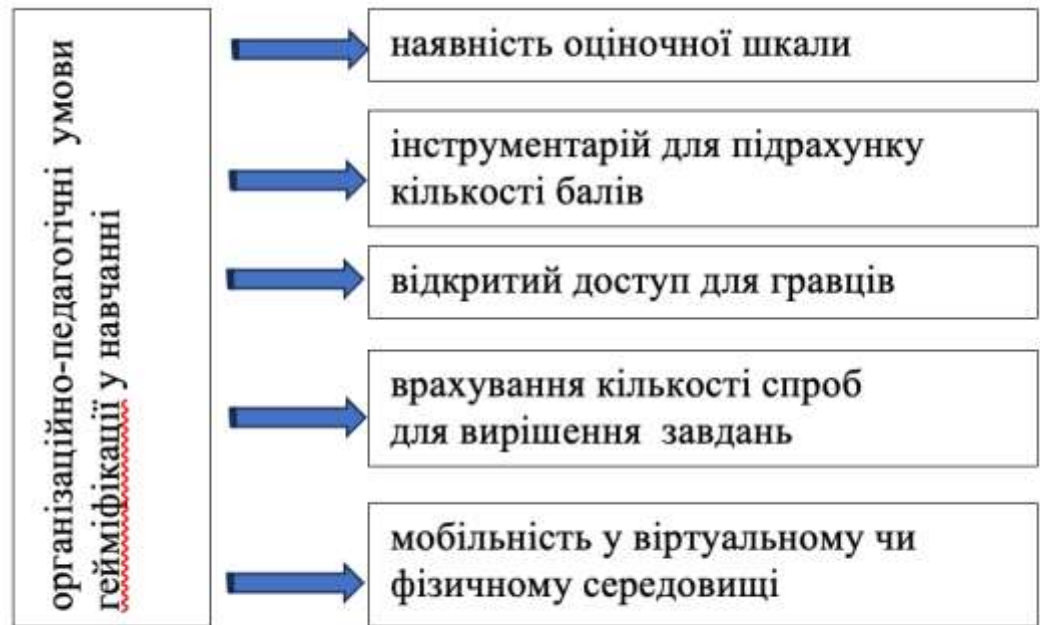 організаційно-педагогічні умови
гейміфікації у навчанні
наявність оціночної шкали
інструментарій для підрахунку
кількості балів
відкритий доступ для гравців
врахування кількості спроб
для вирішення завдань
мобільність у віртуальному чи
фізичному середовищі